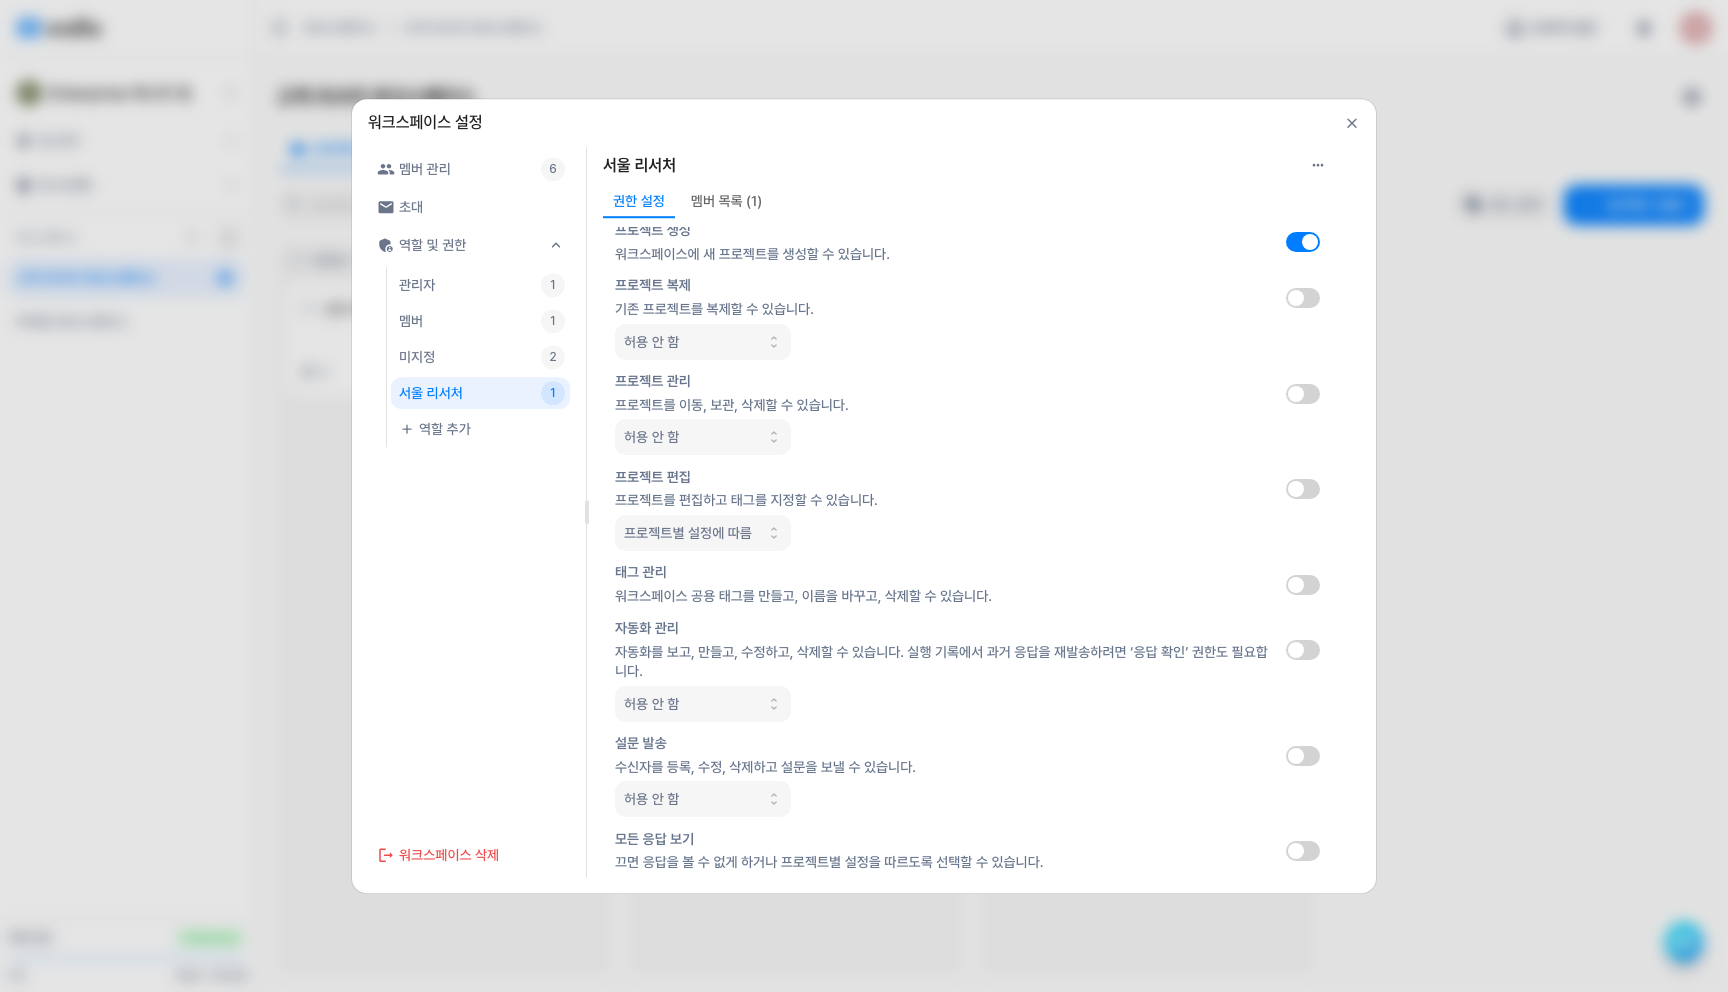 워크스페이스 설정
멤버 관리
6
초대
역할 및 권한
관리자
1
멤버
1
미지정
2
서울 리서처
1
역할 추가
워크스페이스 삭제
서울 리서처
권한 설정
멤버 목록 (1)
프로젝트 생성
워크스페이스에 새 프로젝트를 생성할 수 있습니다.
프로젝트 복제
기존 프로젝트를 복제할 수 있습니다.
허용 안 함
프로젝트 관리
프로젝트를 이동, 보관, 삭제할 수 있습니다.
허용 안 함
프로젝트 편집
프로젝트를 편집하고 태그를 지정할 수 있습니다.
프로젝트별 설정에 따름
태그 관리
워크스페이스 공용 태그를 만들고, 이름을 바꾸고, 삭제할 수 있습니다.
자동화 관리
자동화를 보고, 만들고, 수정하고, 삭제할 수 있습니다. 실행 기록에서 과거 응답을 재발송하려면 ‘응답 확인’ 권한도 필요합
니다.
허용 안 함
설문 발송
수신자를 등록, 수정, 삭제하고 설문을 보낼 수 있습니다.
허용 안 함
모든 응답 보기
끄면 응답을 볼 수 없게 하거나 프로젝트별 설정을 따르도록 선택할 수 있습니다.